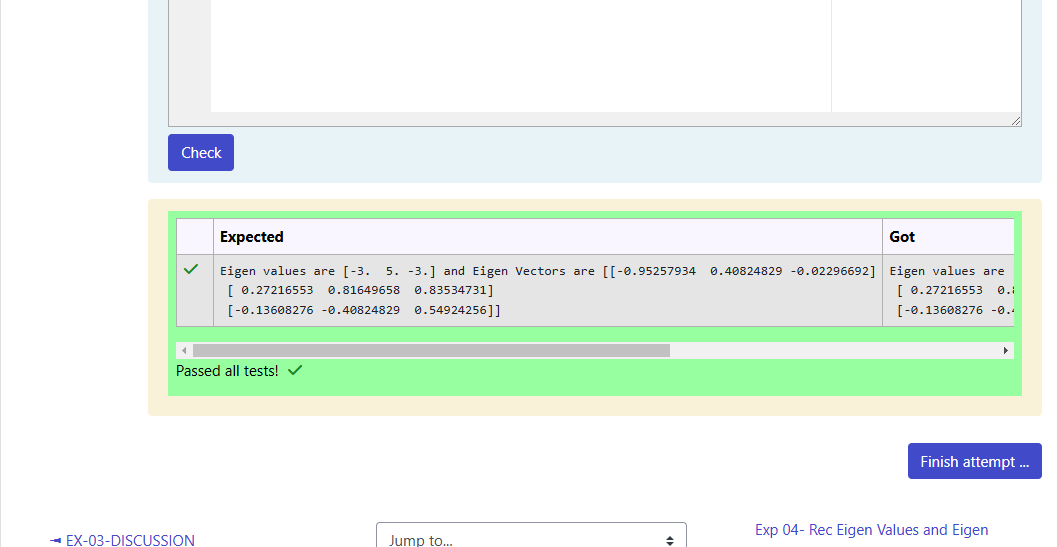 Check
Expected
Got
Eigen values are [-3.  5. -3.] and Eigen Vectors are [[-0.95257934  0.40824829 -0.02296692]
[ 0.27216553  0.81649658  0.83534731]
[-0.13608276 -0.40824829  0.54924256]]
Eigen values are
[ 0.27216553  0.8
[-0.13608276 -0.4
Passed all tests!
Finish attempt ...
◄ EX-03-DISCUSSION
Jump to...
Exp 04- Rec Eigen Values and Eigen